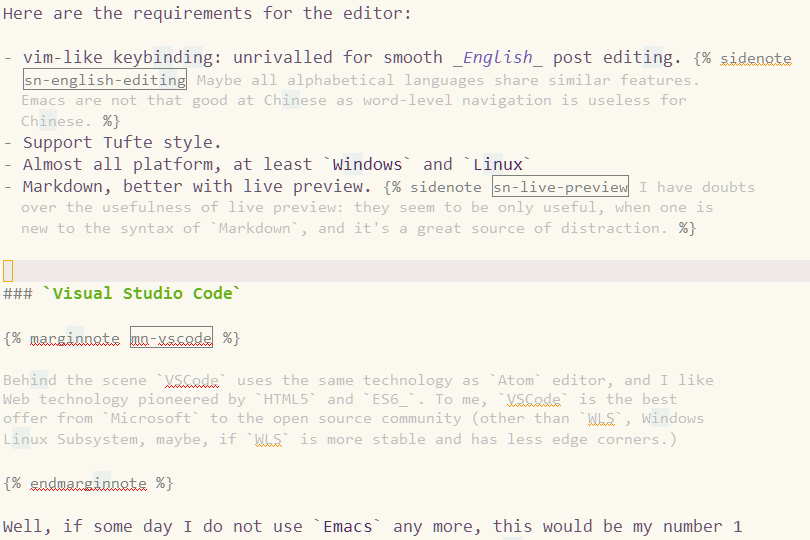 Here are the requirements for the editor:
- vim-like keybinding: unrivalled for smooth _English_ post editing. {% sidenote
sn-english-editing Maybe all alphabetical languages share similar features.
Emacs are not that good at Chinese as word-level navigation is useless for
Chinese. %}
- Support Tufte style.
- Almost all platform, at least `Windows` and `Linux`
- Markdown, better with live preview. {% sidenote sn-live-preview I have doubts
over the usefulness of live preview: they seem to be only useful, when one is
new to the syntax of `Markdown`, and it's a great source of distraction. %}
### `Visual Studio Code`
{% marginnote mn-vscode %}
Behind the scene `VSCode` uses the same technology as `Atom` editor, and I like
Web technology pioneered by `HTML5` and `ES6_`. To me, `VSCode` is the best
offer from `Microsoft` to the open source community (other than `WLS`, Windows
Linux Subsystem, maybe, if `WLS` is more stable and has less edge corners.)
{% endmarginnote %}
Well, if some day I do not use `Emacs` any more, this would be my number 1